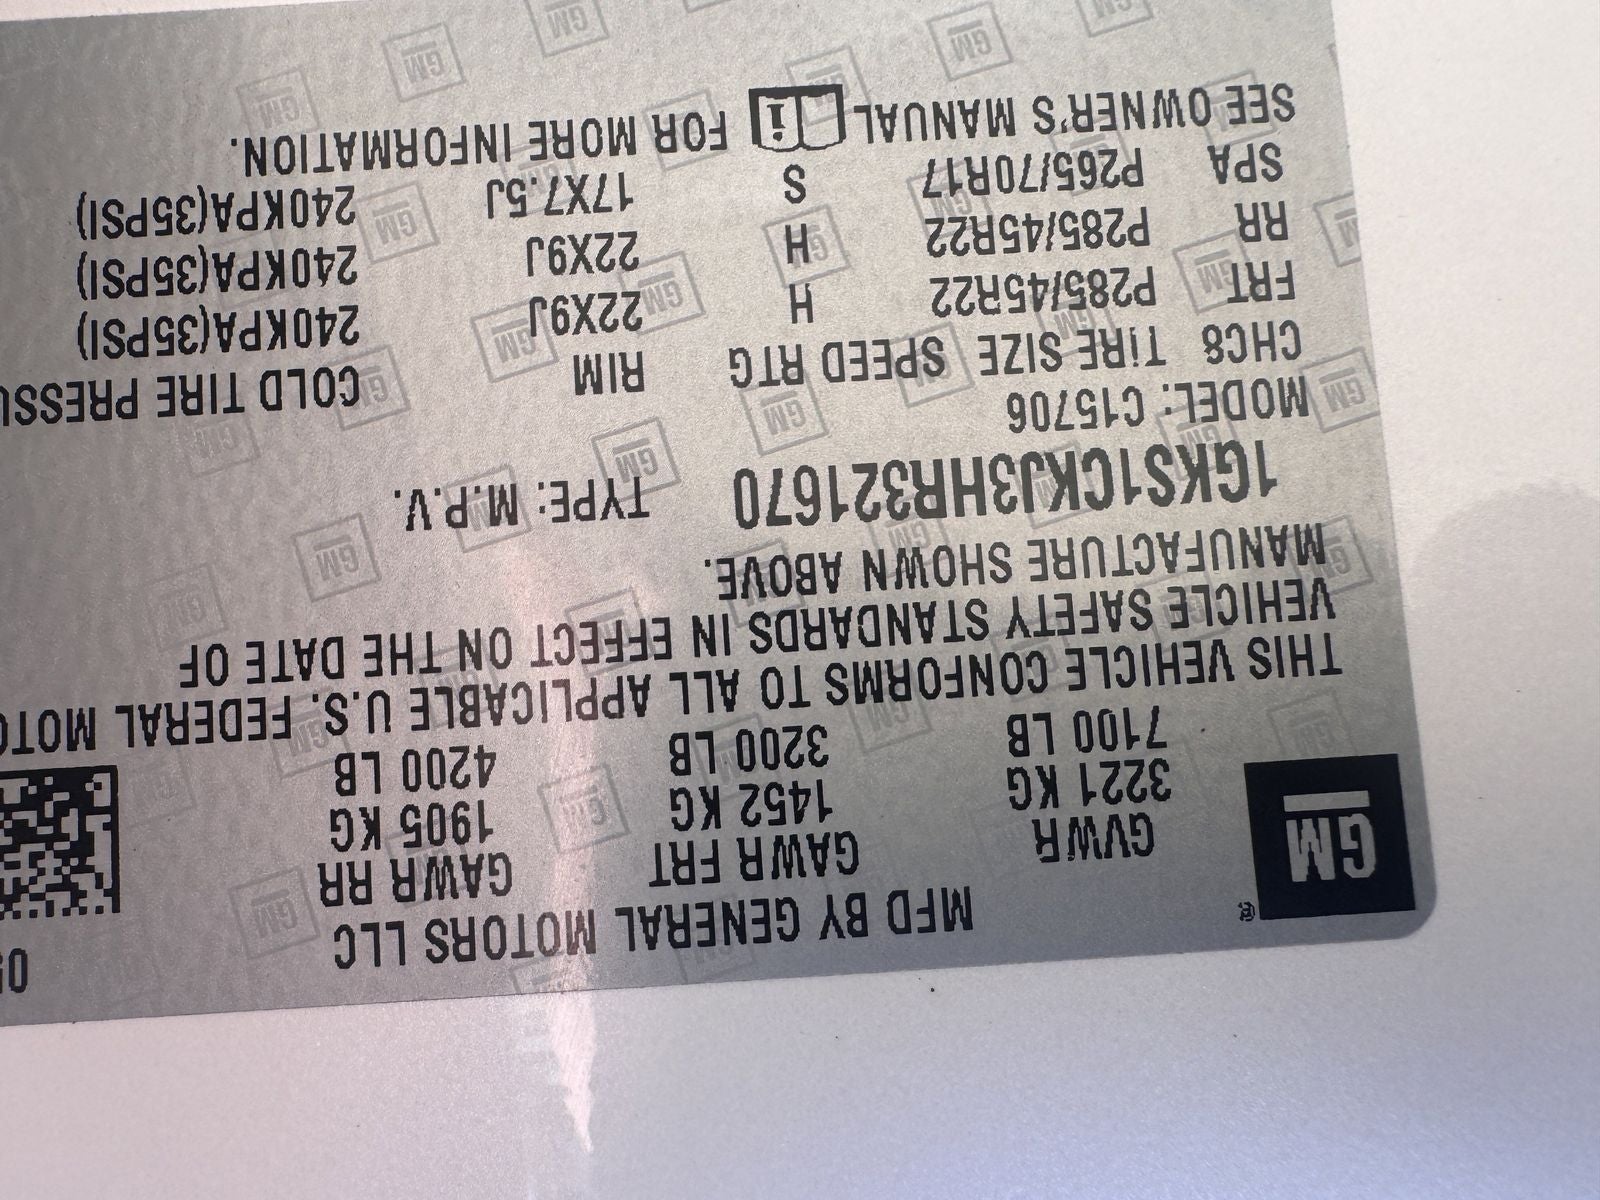 MFD BY GENERAL MOTORS LLC
GM
®
GVWR GAWR FRT GAWR RR
3221 KG 1452 KG 1905 KG
7100 LB 3200 LB 4200 LB
THIS VEHICLE CONFORMS TO ALL APPLICABLE U.S. FEDERAL
VEHICLE SAFETY STANDARDS IN EFFECT ON THE DATE OF
MANUFACTURE SHOWN ABOVE.
1GKS1CKJ3HR321670 TYPE: M.P.V.
MODEL: C15706
CHC8 TIRE SIZE SPEED RTG RIM COLD TIRE
FRT P285/45R22 H 22X9J 240KPA(35PSI)
RR P285/45R22 H 22X9J 240KPA(35PSI)
SPA P265/70R17 S 17X7.5J 240KPA(35PSI)
SEE OWNER'S MANUAL i FOR MORE INFORMATION.